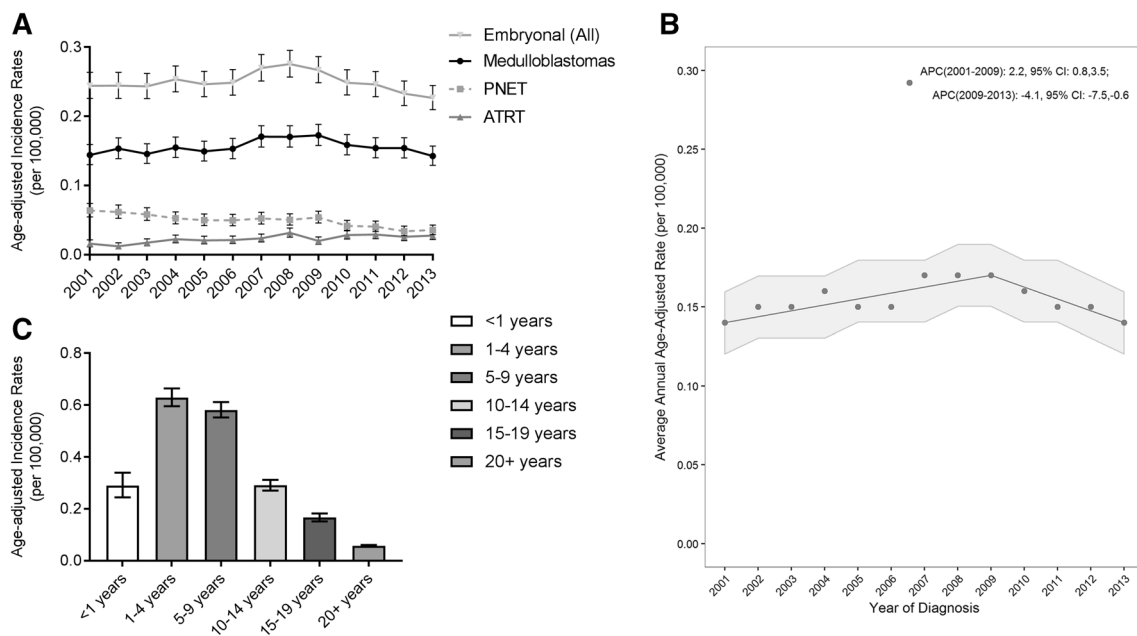 A
Age-adjusted Incidence Rates
(per 100,000)
0.3
0.2
0.1
0.0
2001 2002 2003 2004 2005 2006 2007 2008 2009 2010 2011 2012 2013
Embryonal (All)
Medulloblastomas
PNET
ATRT
B
Average Annual Age-Adjusted Rate (per 100,000)
0.30
0.25
0.20
0.15
0.10
0.05
0.00
APC(2001-2009): 2.2, 95% CI: 0.8,3.5;
APC(2009-2013): -4.1, 95% CI: -7.5,-0.6
2001 2002 2003 2004 2005 2006 2007 2008 2009 2010 2011 2012 2013
Year of Diagnosis
C
Age-adjusted Incidence Rates
(per 100,000)
0.8
0.6
0.4
0.2
0.0
<1 years 1-4 years 5-9 years 10-14 years 15-19 years 20+ years
<1 years
1-4 years
5-9 years
10-14 years
15-19 years
20+ years